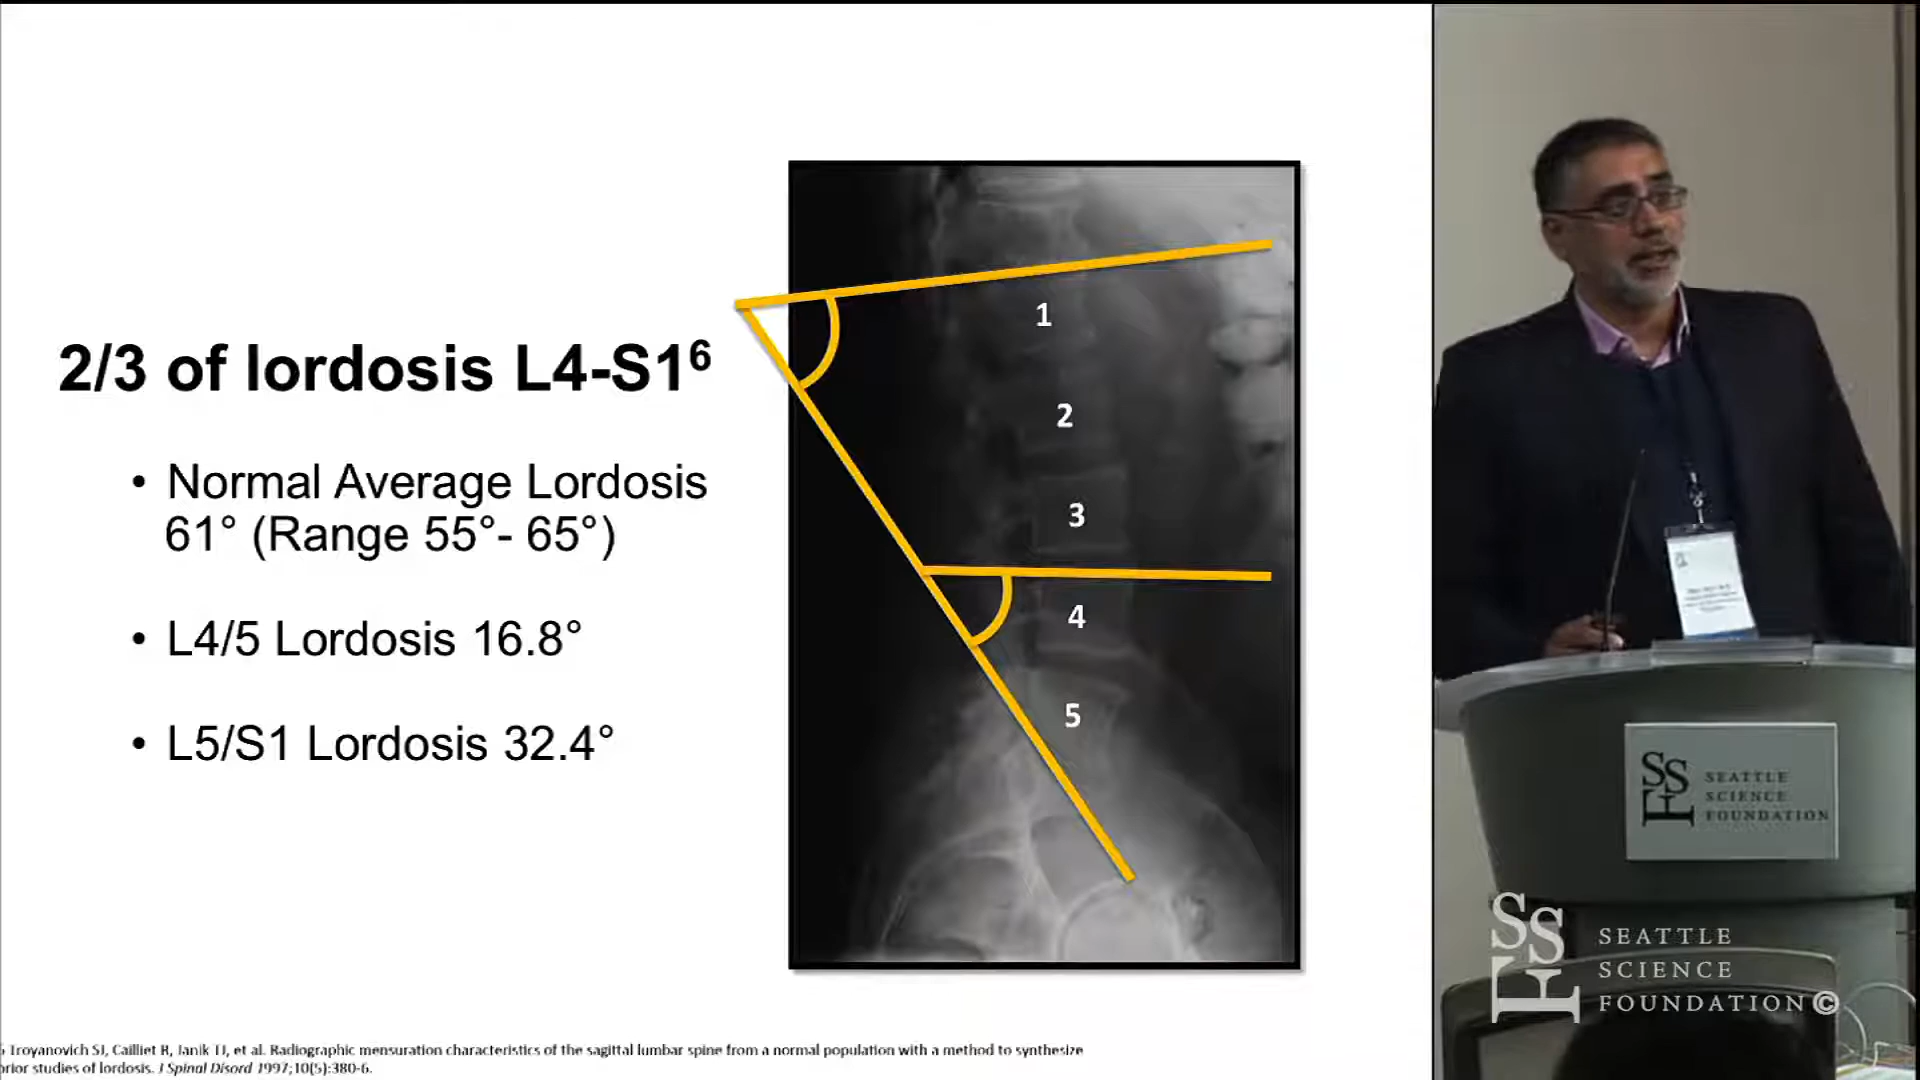 2/3 of lordosis L4-S1⁶
• Normal Average Lordosis
61° (Range 55°- 65°)
• L4/5 Lordosis 16.8°
• L5/S1 Lordosis 32.4°
1
2
3
4
5
6 Troyanovich SJ, Cailliet R, Janik TJ, et al. Radiographic mensuration characteristics of the sagittal lumbar spine from a normal population with a method to synthesize
prior studies of lordosis. J Spinal Disord 1997;10(5):380-6.
SSF
SEATTLE
SCIENCE
FOUNDATION
SSF
SEATTLE
SCIENCE
FOUNDATION©